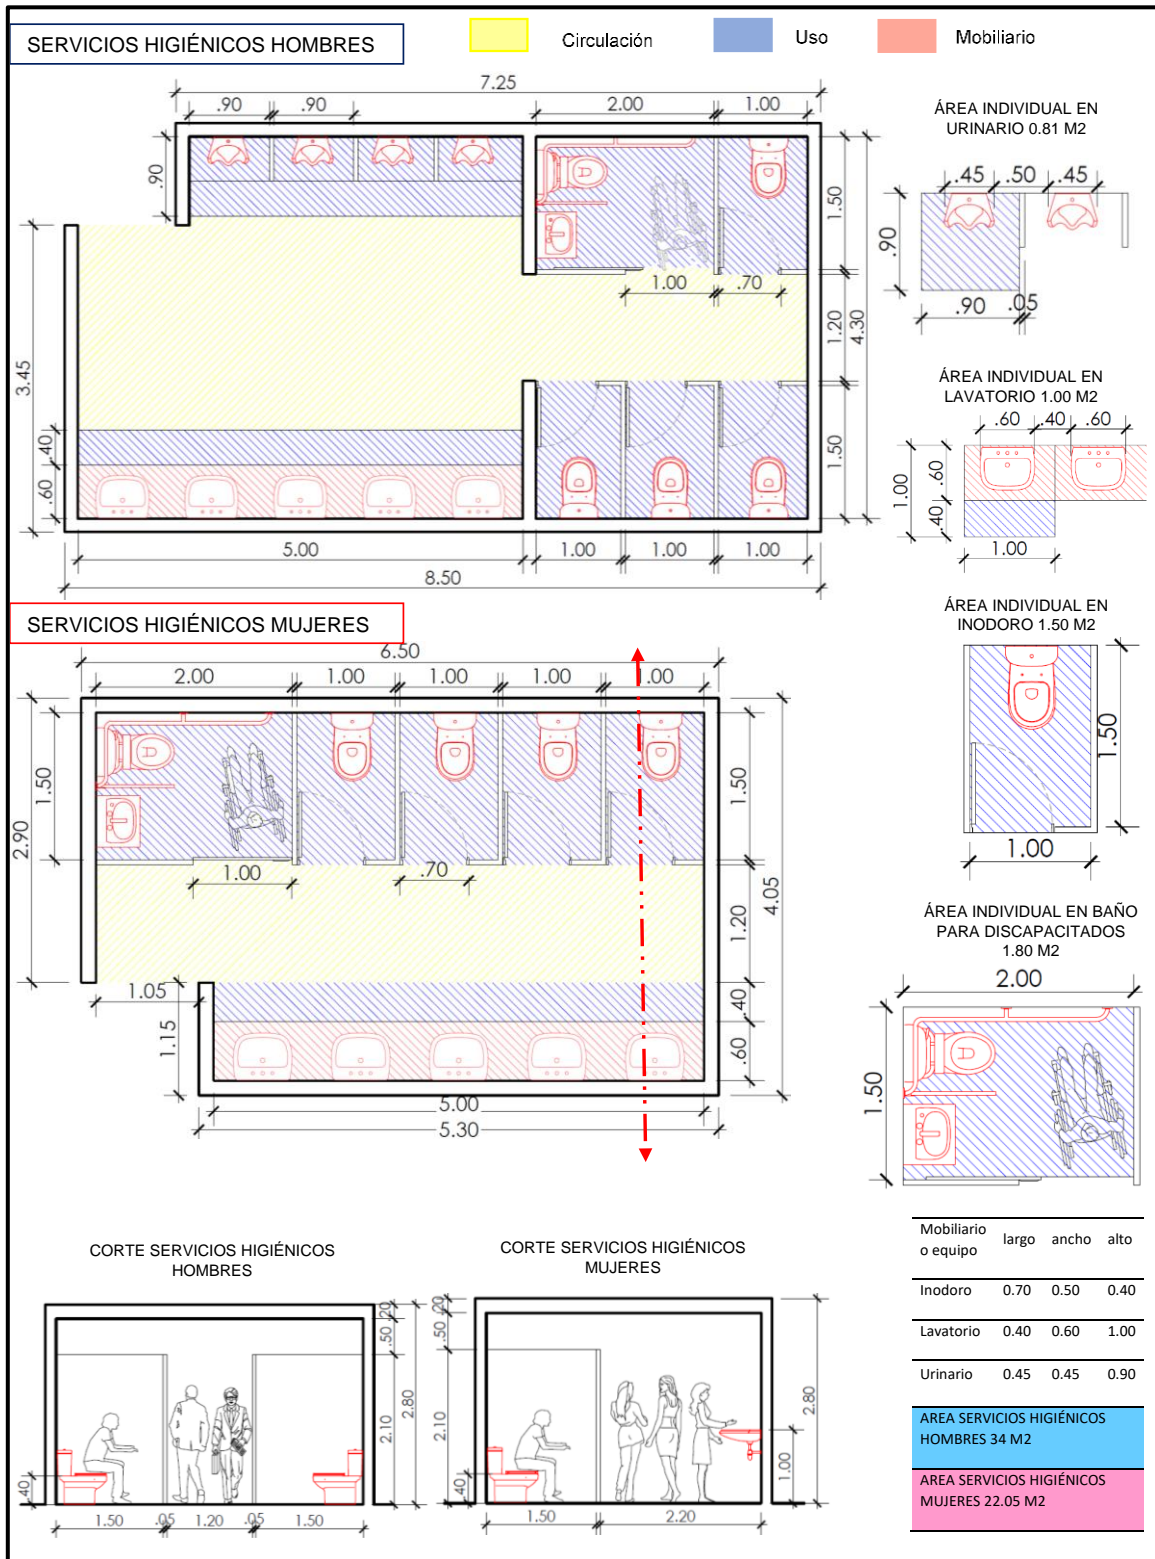 SERVICIOS HIGIÉNICOS HOMBRES
Circulación
Uso
Mobiliario
7.25
.90 .90 2.00 1.00
.90
1.50
1.00 .70
1.20
4.30
3.45
.40
.60
1.50
5.00 1.00 1.00 1.00
8.50
ÁREA INDIVIDUAL EN
URINARIO 0.81 M2
.45 .50 .45
.90
.90 .05
ÁREA INDIVIDUAL EN
LAVATORIO 1.00 M2
.60 .40 .60
1.00
.60
.40
1.00
ÁREA INDIVIDUAL EN
INODORO 1.50 M2
1.50
1.00
SERVICIOS HIGIÉNICOS MUJERES
6.50
2.00 1.00 1.00 1.00 1.00
1.50
2.90
1.50
1.00 .70
1.20
4.05
1.05
1.15
.40
.60
5.00
5.30
ÁREA INDIVIDUAL EN BAÑO
PARA DISCAPACITADOS
1.80 M2
2.00
1.50
CORTE SERVICIOS HIGIÉNICOS
HOMBRES
.20
.50
2.10
2.80
.40
1.50 .05 1.20 .05 1.50
CORTE SERVICIOS HIGIÉNICOS
MUJERES
.20
.50
2.10
.40
2.80
1.00
1.50 2.20
Mobiliario
o equipo largo ancho alto
Inodoro 0.70 0.50 0.40
Lavatorio 0.40 0.60 1.00
Urinario 0.45 0.45 0.90
AREA SERVICIOS HIGIÉNICOS
HOMBRES 34 M2
AREA SERVICIOS HIGIÉNICOS
MUJERES 22.05 M2